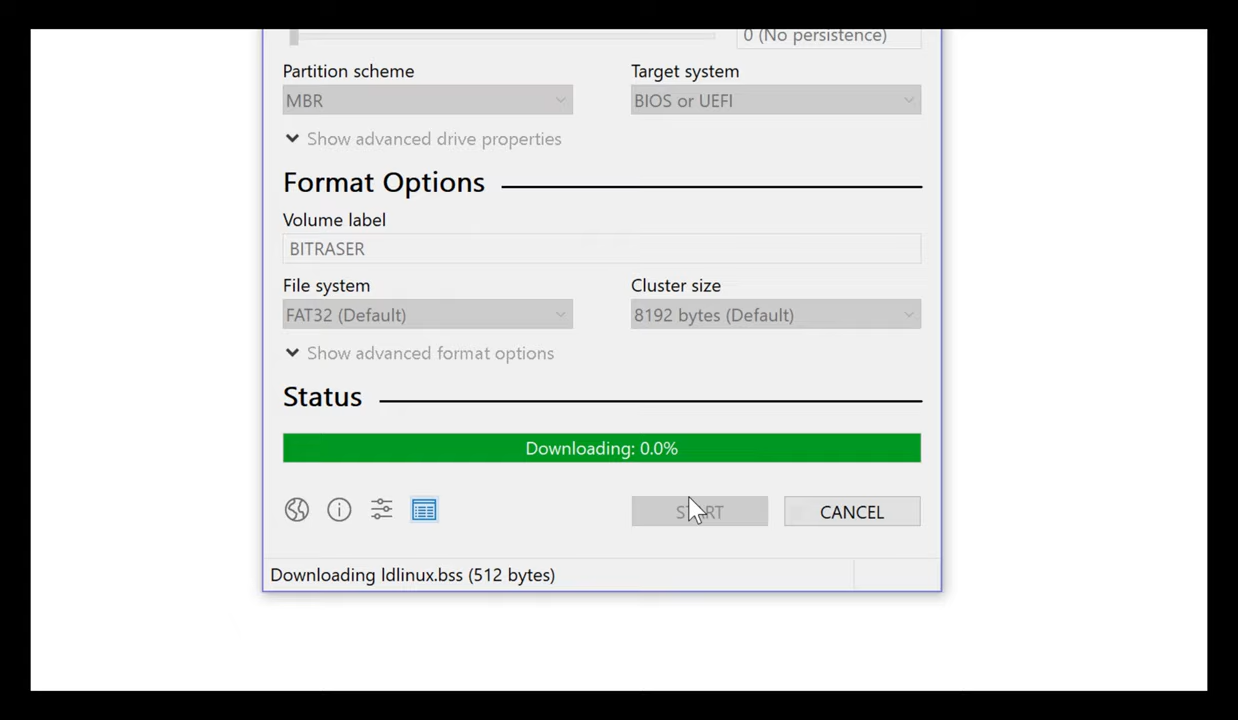 0 (No persistence)
Partition scheme
Target system
MBR
BIOS or UEFI
Show advanced drive properties
Format Options
Volume label
BITRASER
File system
Cluster size
FAT32 (Default)
8192 bytes (Default)
Show advanced format options
Status
Downloading: 0.0%
START
CANCEL
Downloading ldlinux.bss (512 bytes)